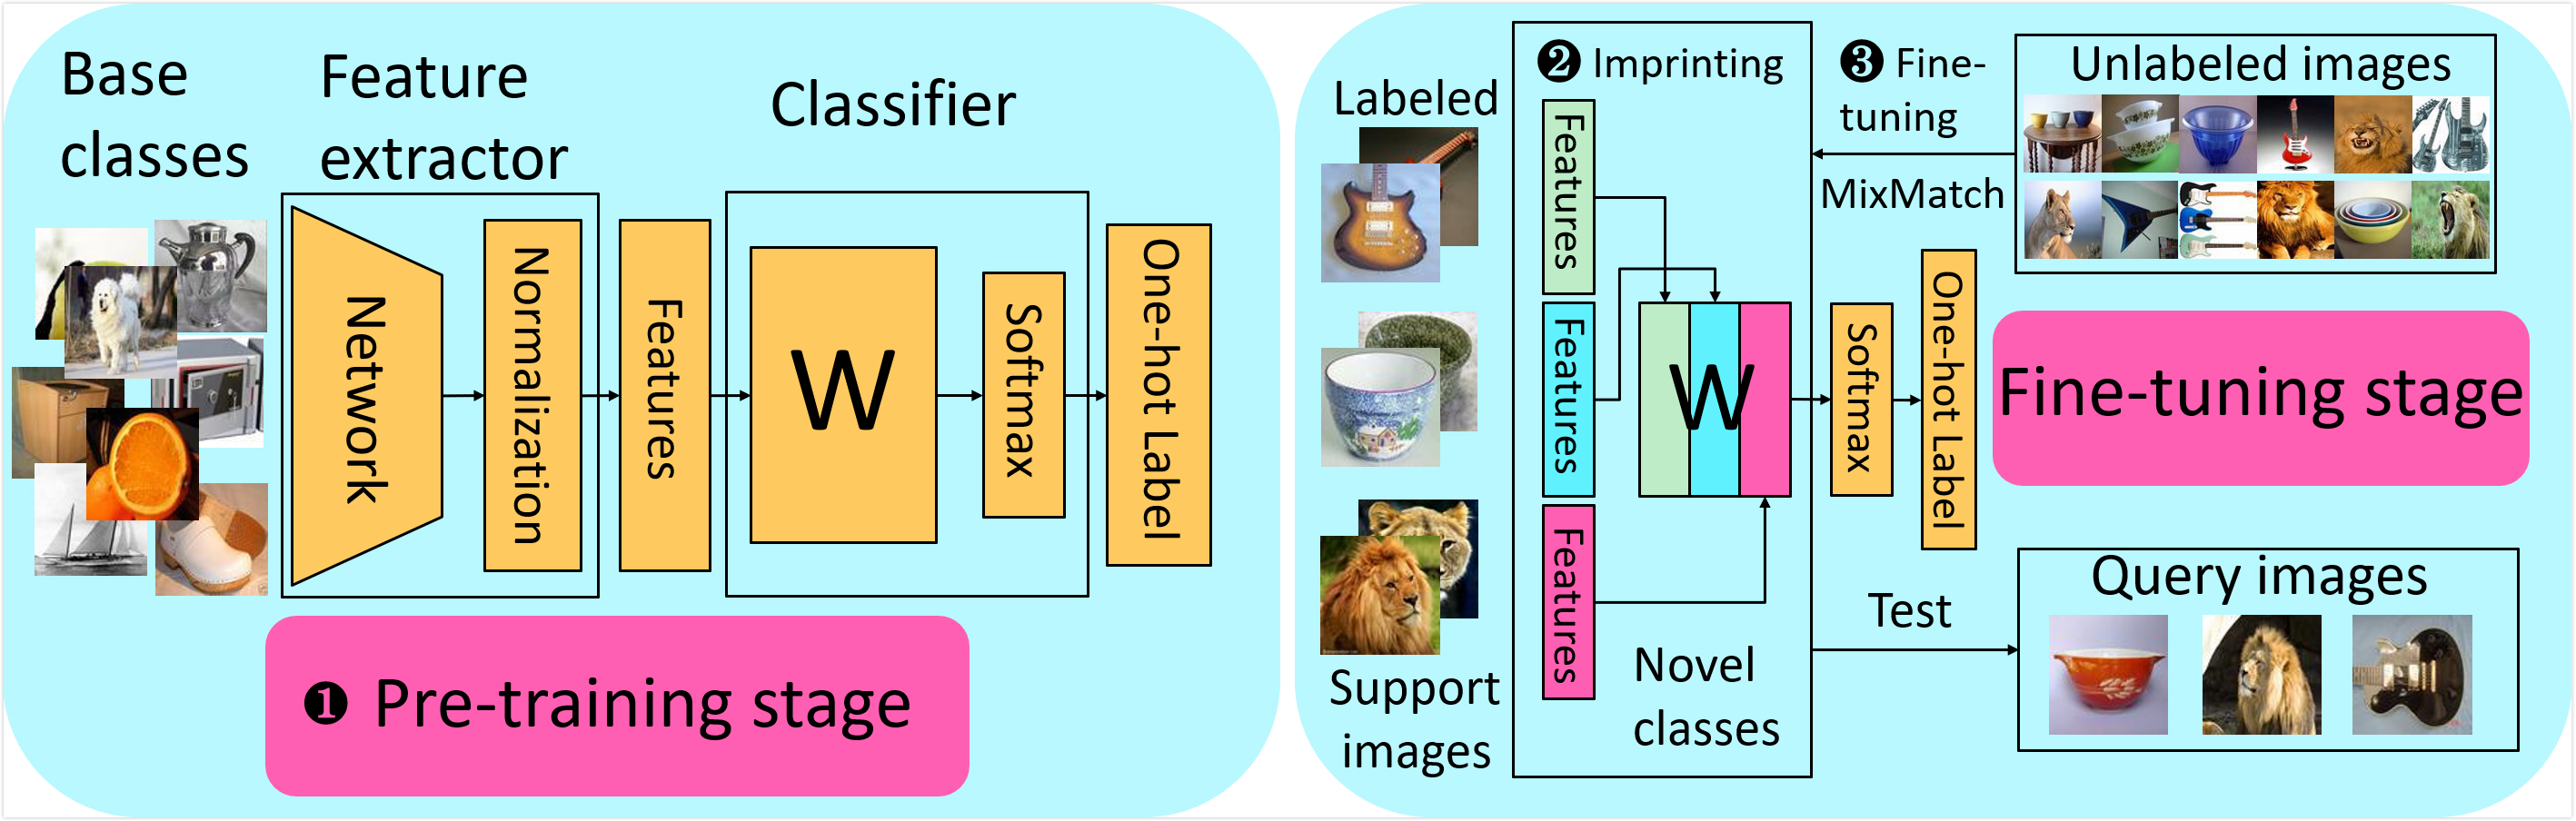 Base
classes
Feature
extractor
Classifier
Network
Normalization
Features
W
Softmax
One-hot Label
❶ Pre-training stage
Labeled
Support
images
❷ Imprinting
Features
Features
Features
W
Novel
classes
❸ Fine-
tuning
MixMatch
Unlabeled images
Softmax
One-hot Label
Fine-tuning stage
Test
Query images